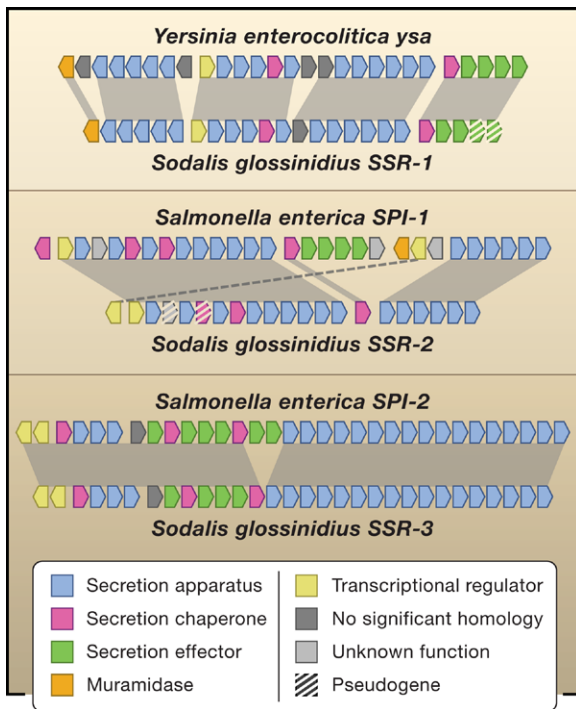 Yersinia enterocolitica ysa
Sodalis glossinidius SSR-1
Salmonella enterica SPI-1
Sodalis glossinidius SSR-2
Salmonella enterica SPI-2
Sodalis glossinidius SSR-3
Secretion apparatus
Secretion chaperone
Secretion effector
Muramidase
Transcriptional regulator
No significant homology
Unknown function
Pseudogene